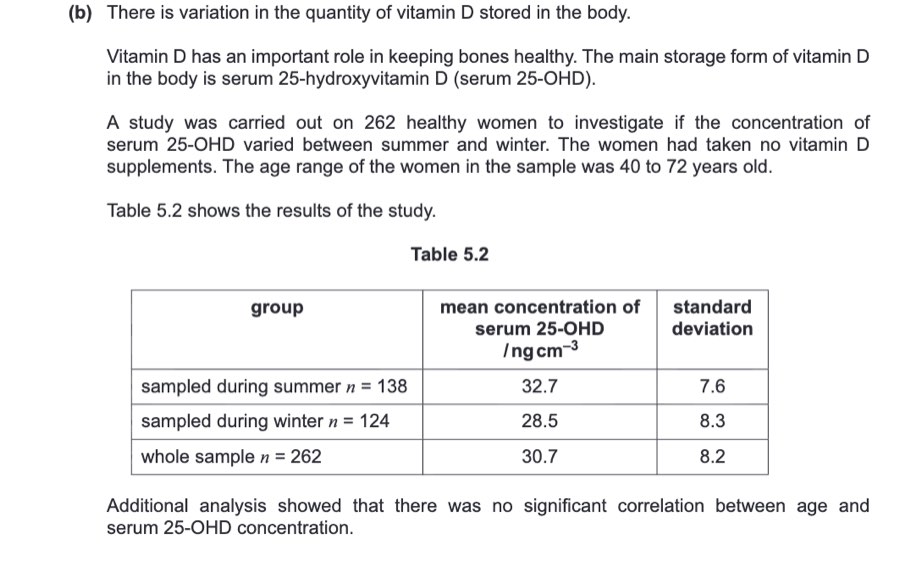 (b) There is variation in the quantity of vitamin D stored in the body.
Vitamin D has an important role in keeping bones healthy. The main storage form of vitamin D
in the body is serum 25-hydroxyvitamin D (serum 25-OHD).
A study was carried out on 262 healthy women to investigate if the concentration of
serum 25-OHD varied between summer and winter. The women had taken no vitamin D
supplements. The age range of the women in the sample was 40 to 72 years old.
Table 5.2 shows the results of the study.
Table 5.2
group mean concentration of standard
serum 25-OHD deviation
/ng cm⁻³
sampled during summer n = 138 32.7 7.6
sampled during winter n = 124 28.5 8.3
whole sample n = 262 30.7 8.2
Additional analysis showed that there was no significant correlation between age and
serum 25-OHD concentration.